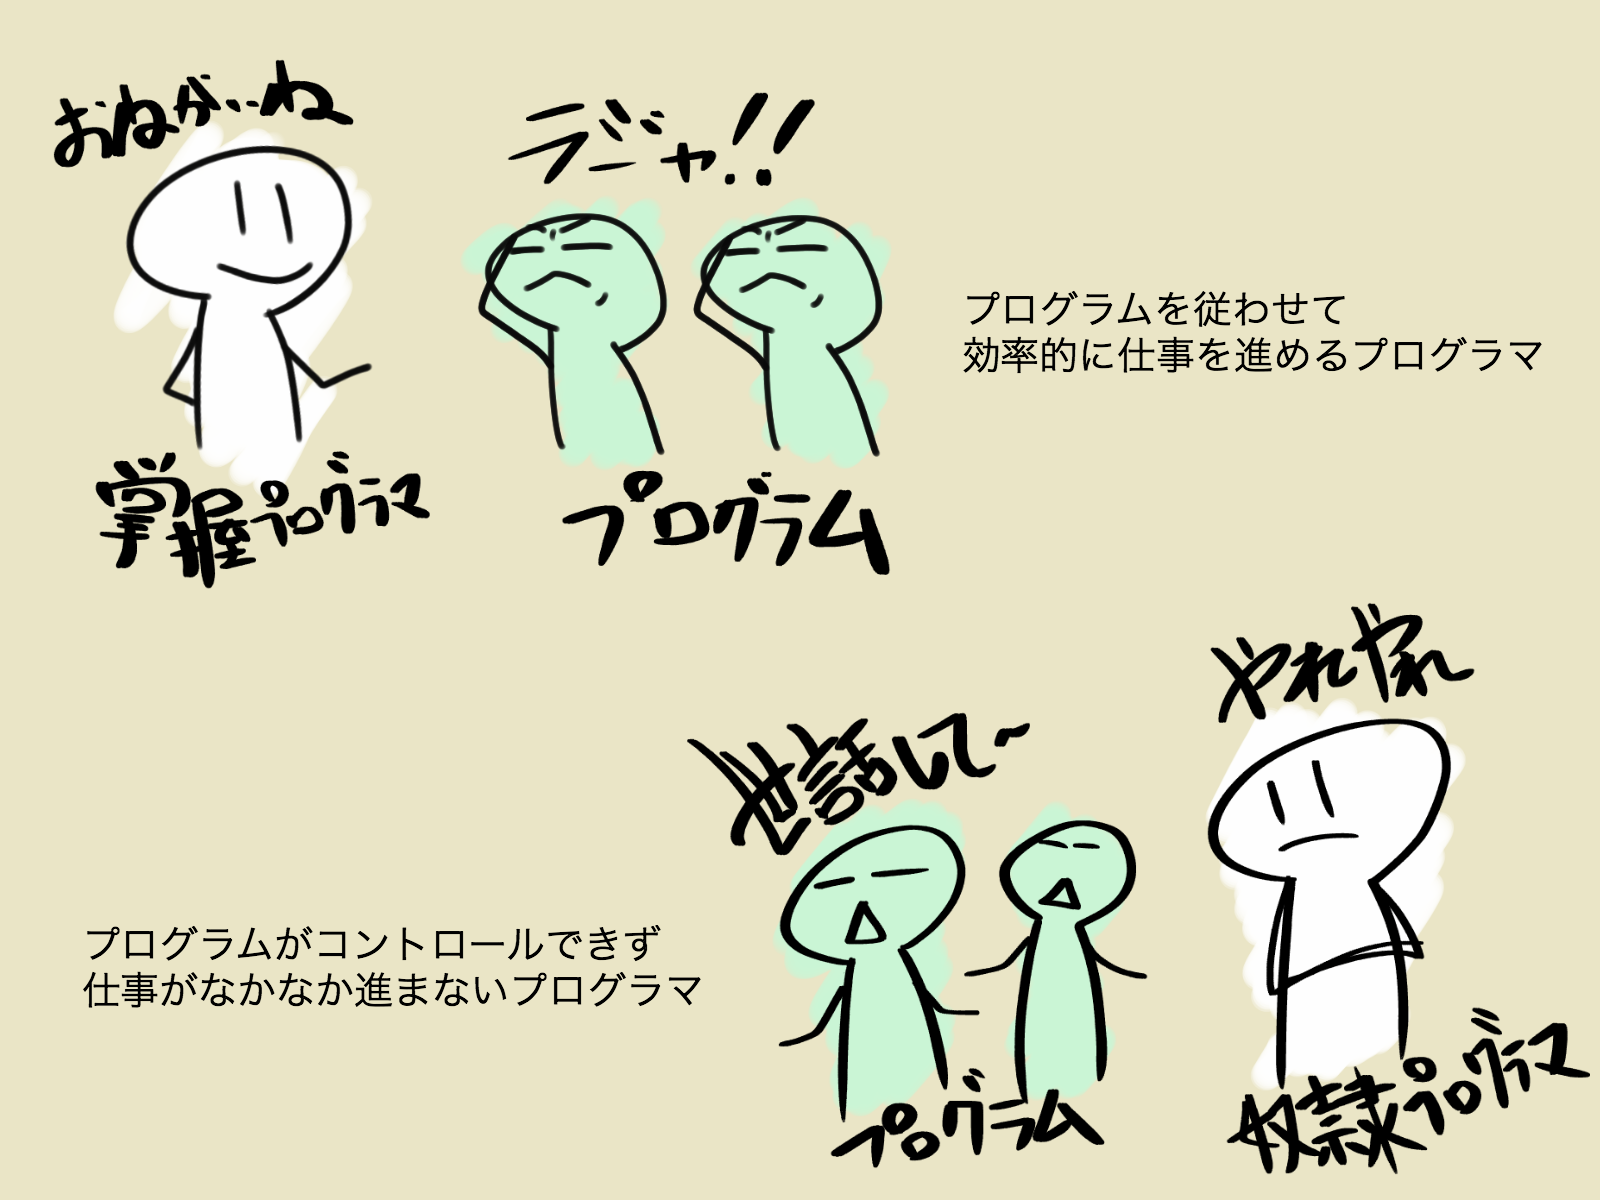 おねがいね
ラジャ!!
プログラムを従わせて
効率的に仕事を進めるプログラマ
掌握プログラマ
プログラム
やれやれ
世話して〜
プログラムがコントロールできず
仕事がなかなか進まないプログラマ
プログラム
奴隷プログラマ